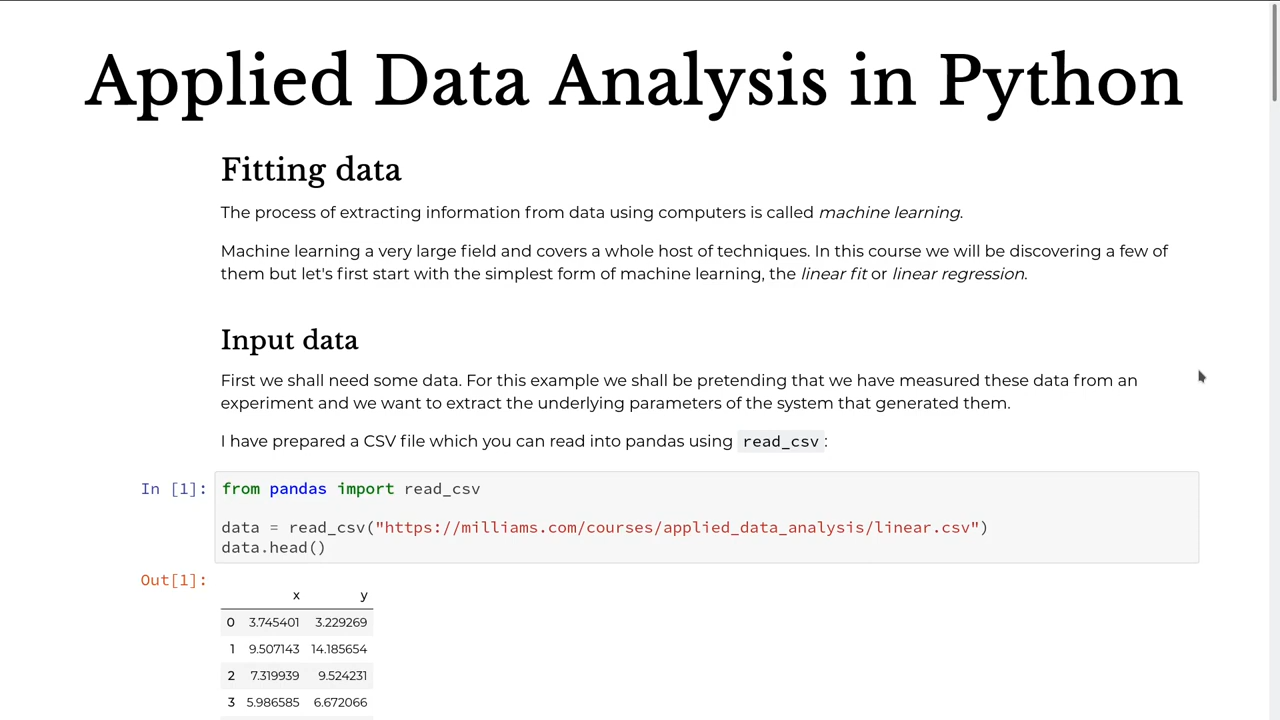 Applied Data Analysis in Python
Fitting data
The process of extracting information from data using computers is called machine learning.
Machine learning a very large field and covers a whole host of techniques. In this course we will be discovering a few of
them but let's first start with the simplest form of machine learning, the linear fit or linear regression.
Input data
First we shall need some data. For this example we shall be pretending that we have measured these data from an
experiment and we want to extract the underlying parameters of the system that generated them.
I have prepared a CSV file which you can read into pandas using read_csv:
In [1]: from pandas import read_csv
data = read_csv("https://milliams.com/courses/applied_data_analysis/linear.csv")
data.head()
Out[1]:
x y
0 3.745401 3.229269
1 9.507143 14.185654
2 7.319939 9.524231
3 5.986585 6.672066